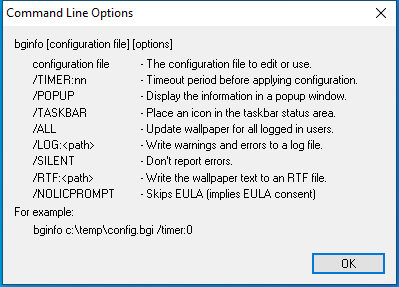 Command Line Options
bginfo [configuration file] [options]
configuration file - The configuration file to edit or use.
/TIMER:nn - Timeout period before applying configuration.
/POPUP - Display the information in a popup window.
/TASKBAR - Place an icon in the taskbar status area.
/ALL - Update wallpaper for all logged in users.
/LOG:<path> - Write warnings and errors to a log file.
/SILENT - Don't report errors.
/RTF:<path> - Write the wallpaper text to an RTF file.
/NOLICPROMPT - Skips EULA (implies EULA consent)
For example:
bginfo c:\temp\config.bgi /timer:0
OK